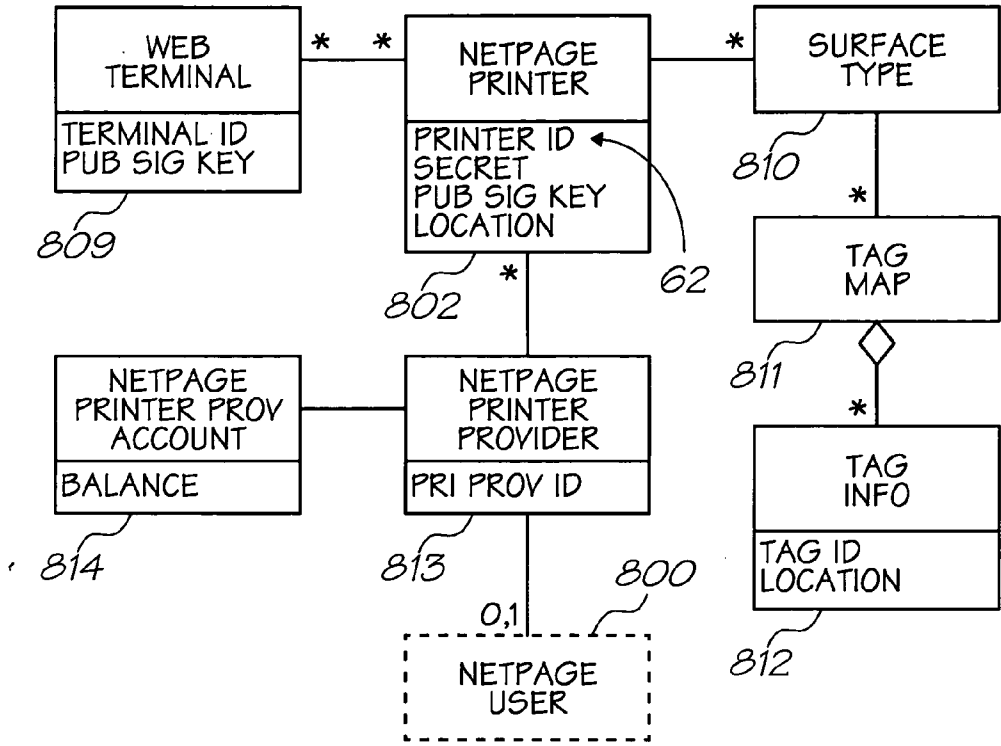 WEB
TERMINAL
TERMINAL ID
PUB SIG KEY
809
*
*
NETPAGE
PRINTER
PRINTER ID
SECRET
PUB SIG KEY
LOCATION
802
62
*
*
SURFACE
TYPE
810
*
TAG
MAP
811
*
TAG
INFO
TAG ID
LOCATION
812
NETPAGE
PRINTER PROV
ACCOUNT
BALANCE
814
NETPAGE
PRINTER
PROVIDER
PRI PROV ID
813
0,1
800
NETPAGE
USER